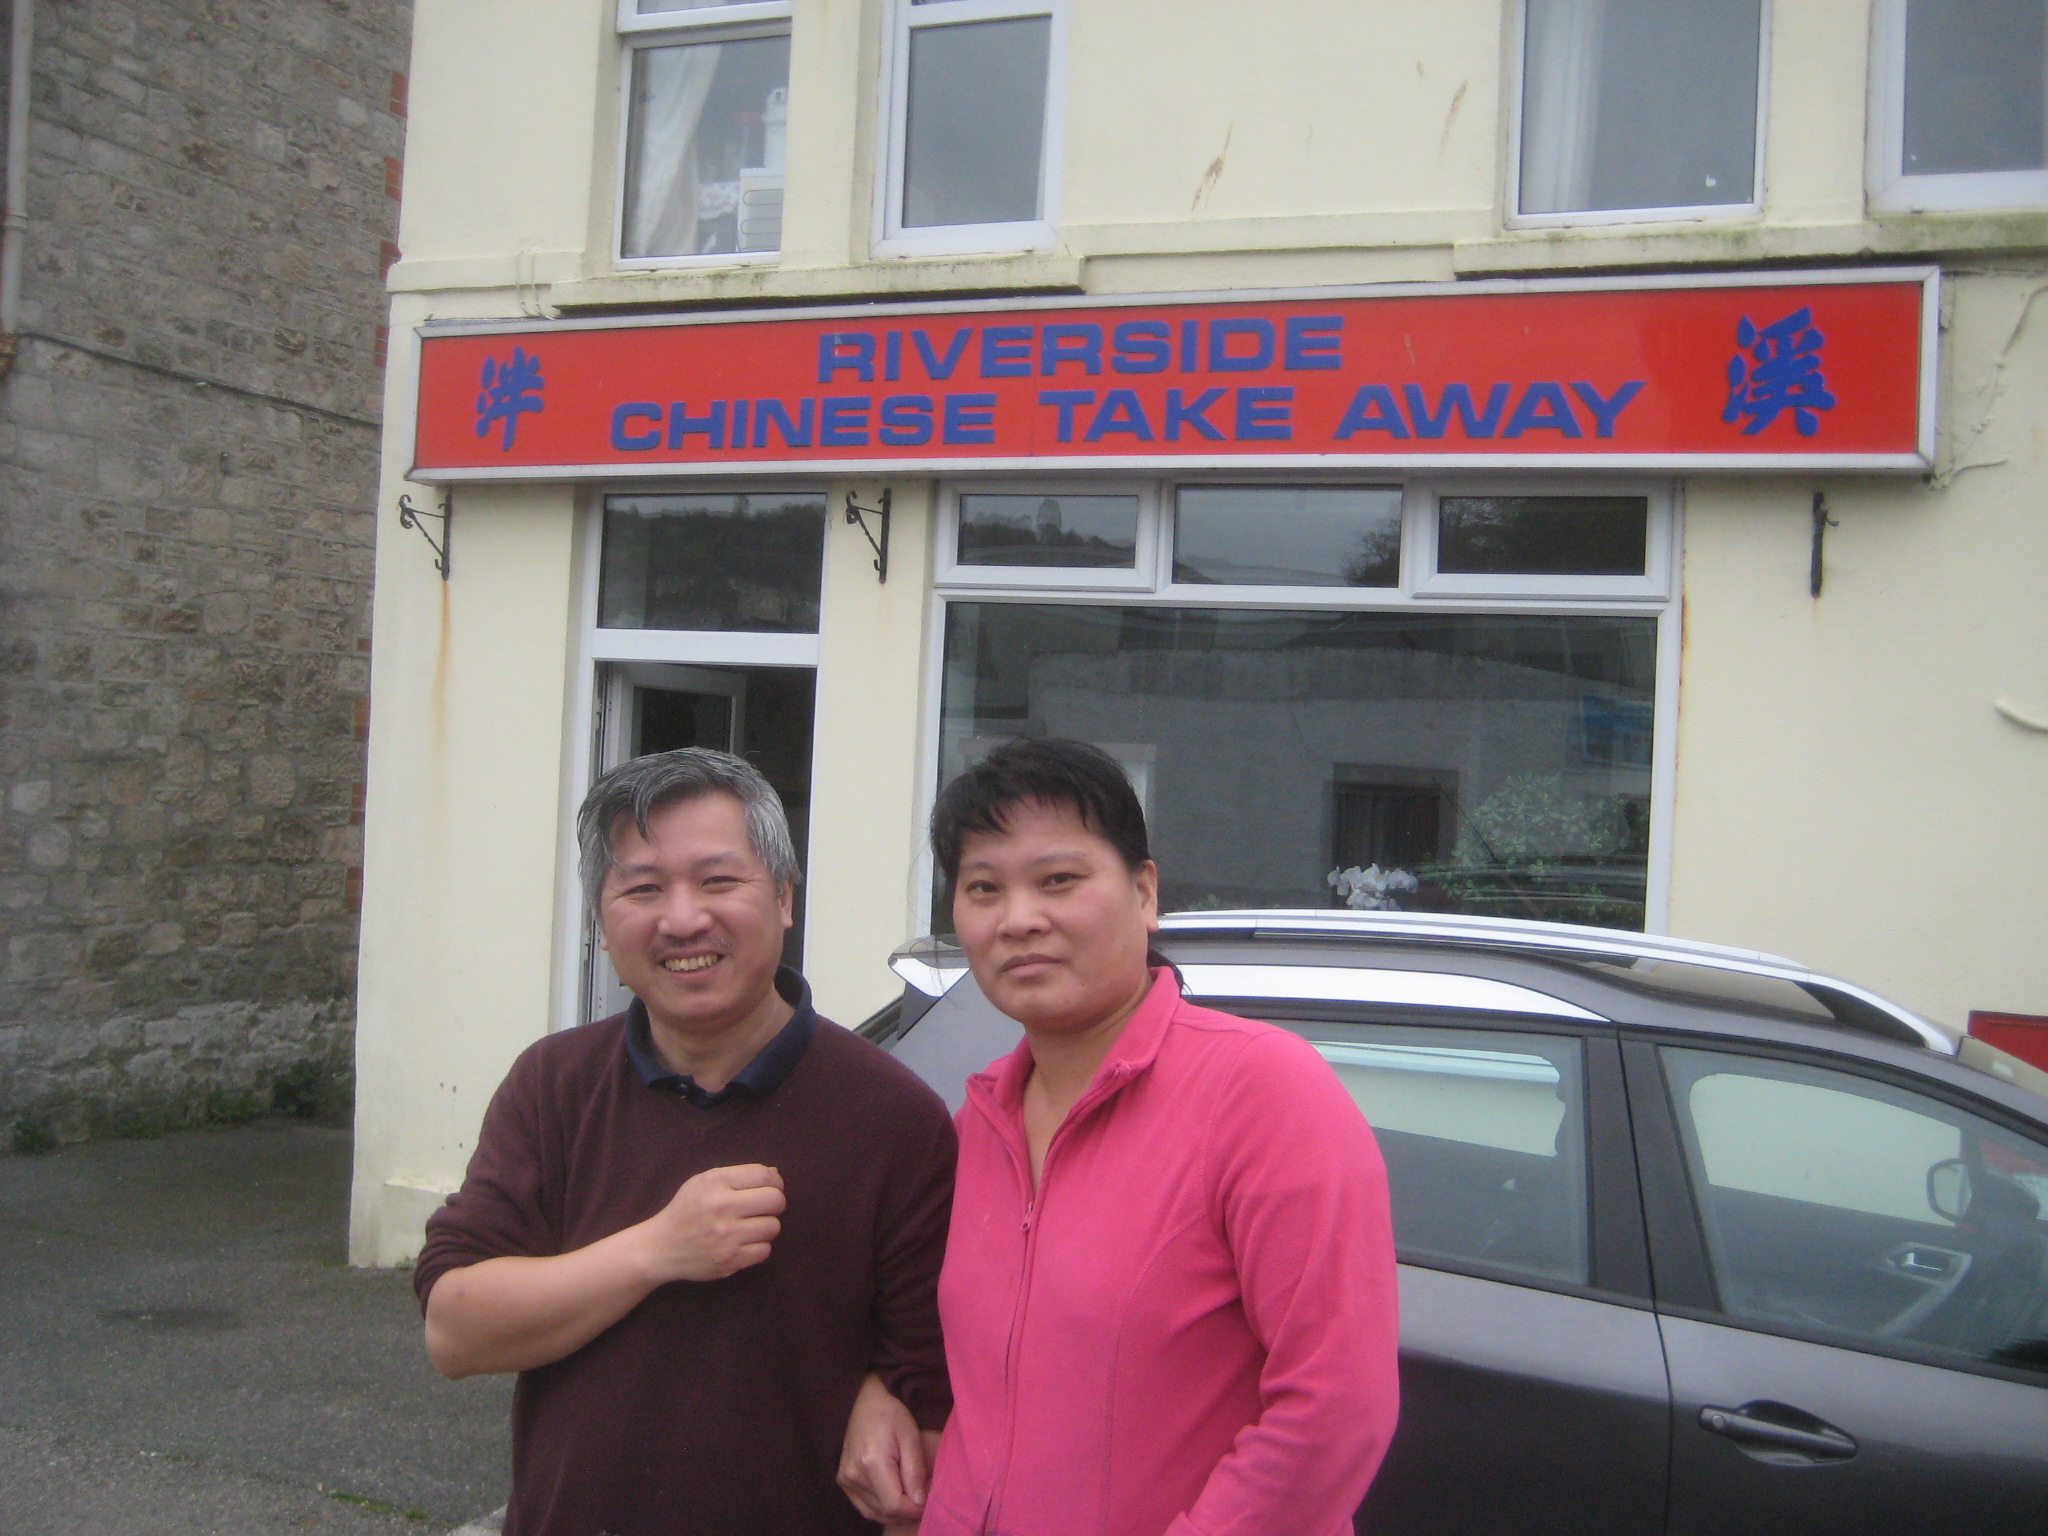 泮
RIVERSIDE
CHINESE TAKE AWAY
溪